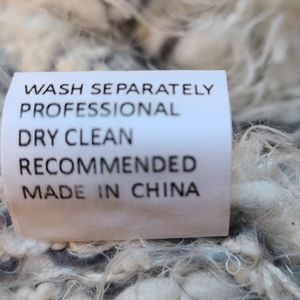 WASH SEPARATELY
PROFESSIONAL
DRY CLEAN
RECOMMENDED
MADE IN CHINA